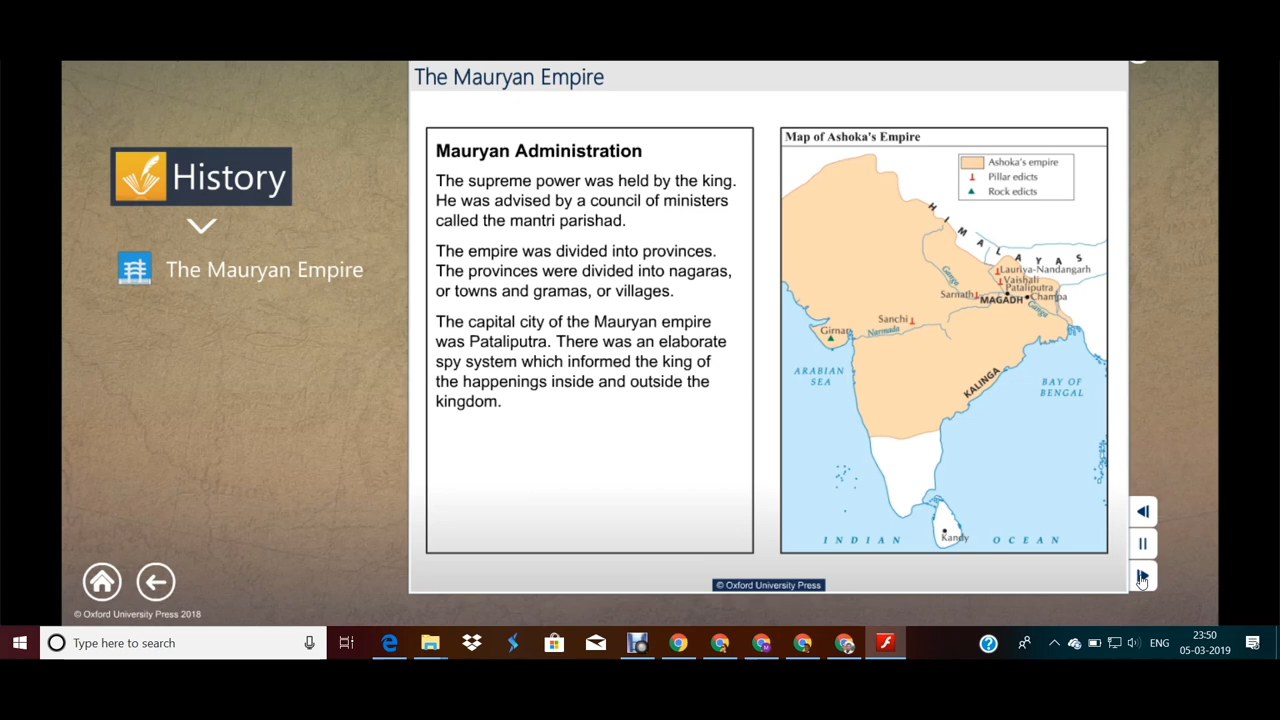 The Mauryan Empire
History
The Mauryan Empire
Mauryan Administration
The supreme power was held by the king.
He was advised by a council of ministers
called the mantri parishad.
The empire was divided into provinces.
The provinces were divided into nagaras,
or towns and gramas, or villages.
The capital city of the Mauryan empire
was Pataliputra. There was an elaborate
spy system which informed the king of
the happenings inside and outside the
kingdom.
Map of Ashoka's Empire
Ashoka's empire
Pillar edicts
Rock edicts
HIMALAYAS
Lauriya-Nandangarh
Vaishali
Pataliputra
Ganga
Sarnath
MAGADH
Champa
Ganga
Sanchi
Girnar
Narmada
ARABIAN
SEA
KALINGA
BAY OF
BENGAL
Kandy
INDIAN OCEAN
© Oxford University Press
© Oxford University Press 2018
Type here to search
ENG
23:50
05-03-2019